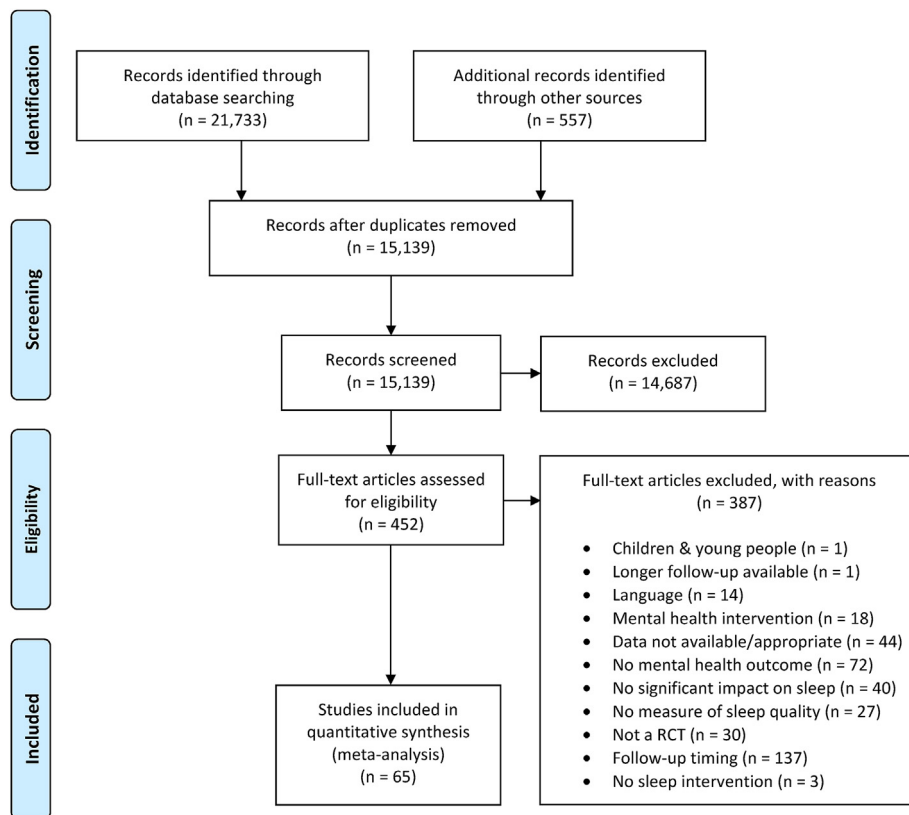 Identification
Records identified through
database searching
(n = 21,733)
Additional records identified
through other sources
(n = 557)
Records after duplicates removed
(n = 15,139)
Screening
Records screened
(n = 15,139)
Records excluded
(n = 14,687)
Eligibility
Full-text articles assessed
for eligibility
(n = 452)
Full-text articles excluded, with reasons
(n = 387)
• Children & young people (n = 1)
• Longer follow-up available (n = 1)
• Language (n = 14)
• Mental health intervention (n = 18)
• Data not available/appropriate (n = 44)
• No mental health outcome (n = 72)
• No significant impact on sleep (n = 40)
• No measure of sleep quality (n = 27)
• Not a RCT (n = 30)
• Follow-up timing (n = 137)
• No sleep intervention (n = 3)
Included
Studies included in
quantitative synthesis
(meta-analysis)
(n = 65)